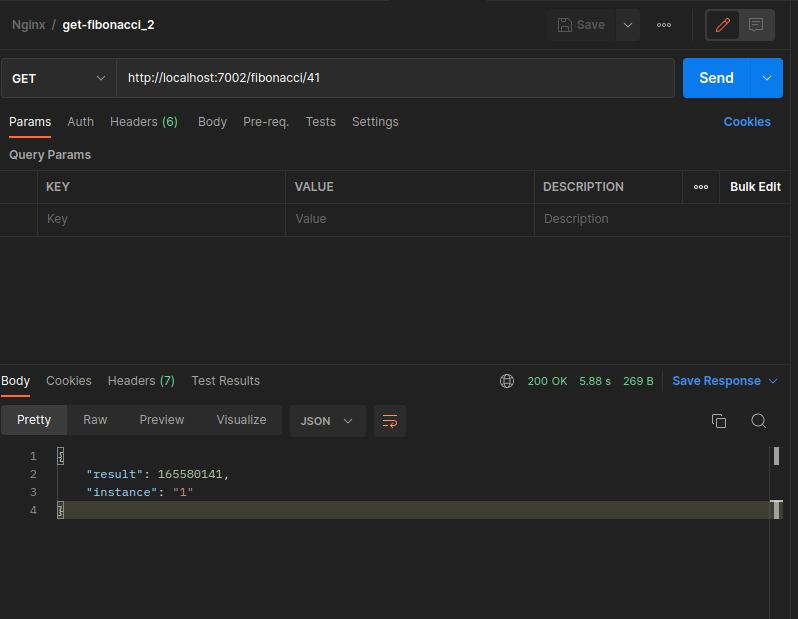 Nginx / get-fibonacci_2 Save
GET http://localhost:7002/fibonacci/41 Send
Params Auth Headers (6) Body Pre-req. Tests Settings Cookies
Query Params
KEY VALUE DESCRIPTION Bulk Edit
Key Value Description
Body Cookies Headers (7) Test Results 200 OK 5.88 s 269 B Save Response
Pretty Raw Preview Visualize JSON
1 {
2 "result": 165580141,
3 "instance": "1"
4 }